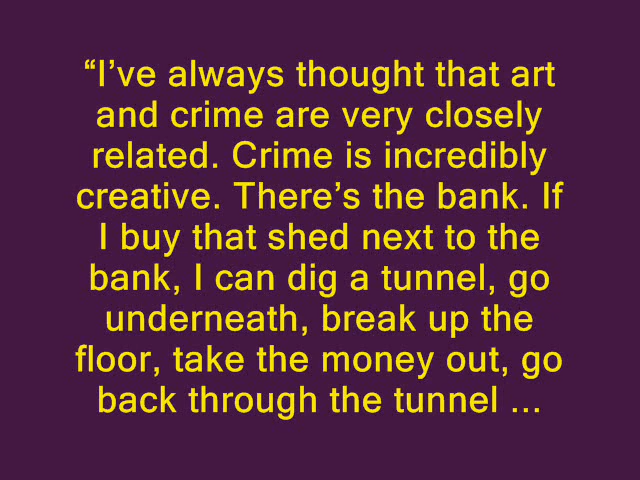 “I’ve always thought that art
and crime are very closely
related. Crime is incredibly
creative. There’s the bank. If
I buy that shed next to the
bank, I can dig a tunnel, go
underneath, break up the
floor, take the money out, go
back through the tunnel ...